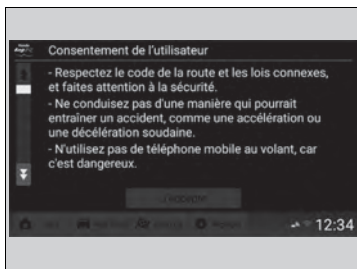 Consentement de l'utilisateur
- Respectez le code de la route et les lois connexes,
et faites attention à la sécurité.
- Ne conduisez pas d'une manière qui pourrait
entraîner un accident, comme une accélération ou
une décélération soudaine.
- N'utilisez pas de téléphone mobile au volant, car
c'est dangereux.
12:34